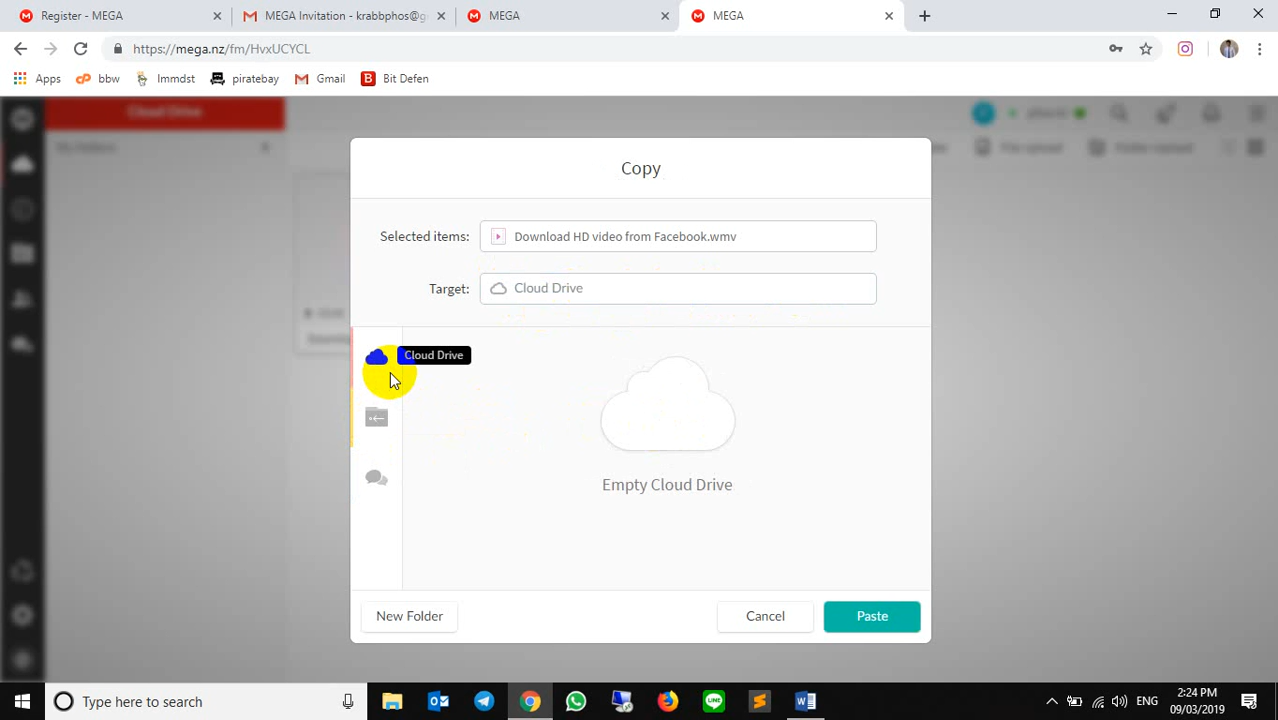 Register - MEGA
MEGA Invitation - krabbphos@g
MEGA
MEGA
https://mega.nz/fm/HvxUCYCL
Apps
bbw
Immdst
piratebay
Gmail
Bit Defen
Cloud Drive
Copy
Selected items:
Download HD video from Facebook.wmv
Target:
Cloud Drive
Cloud Drive
Empty Cloud Drive
New Folder
Cancel
Paste
Type here to search
ENG
2:24 PM
09/03/2019